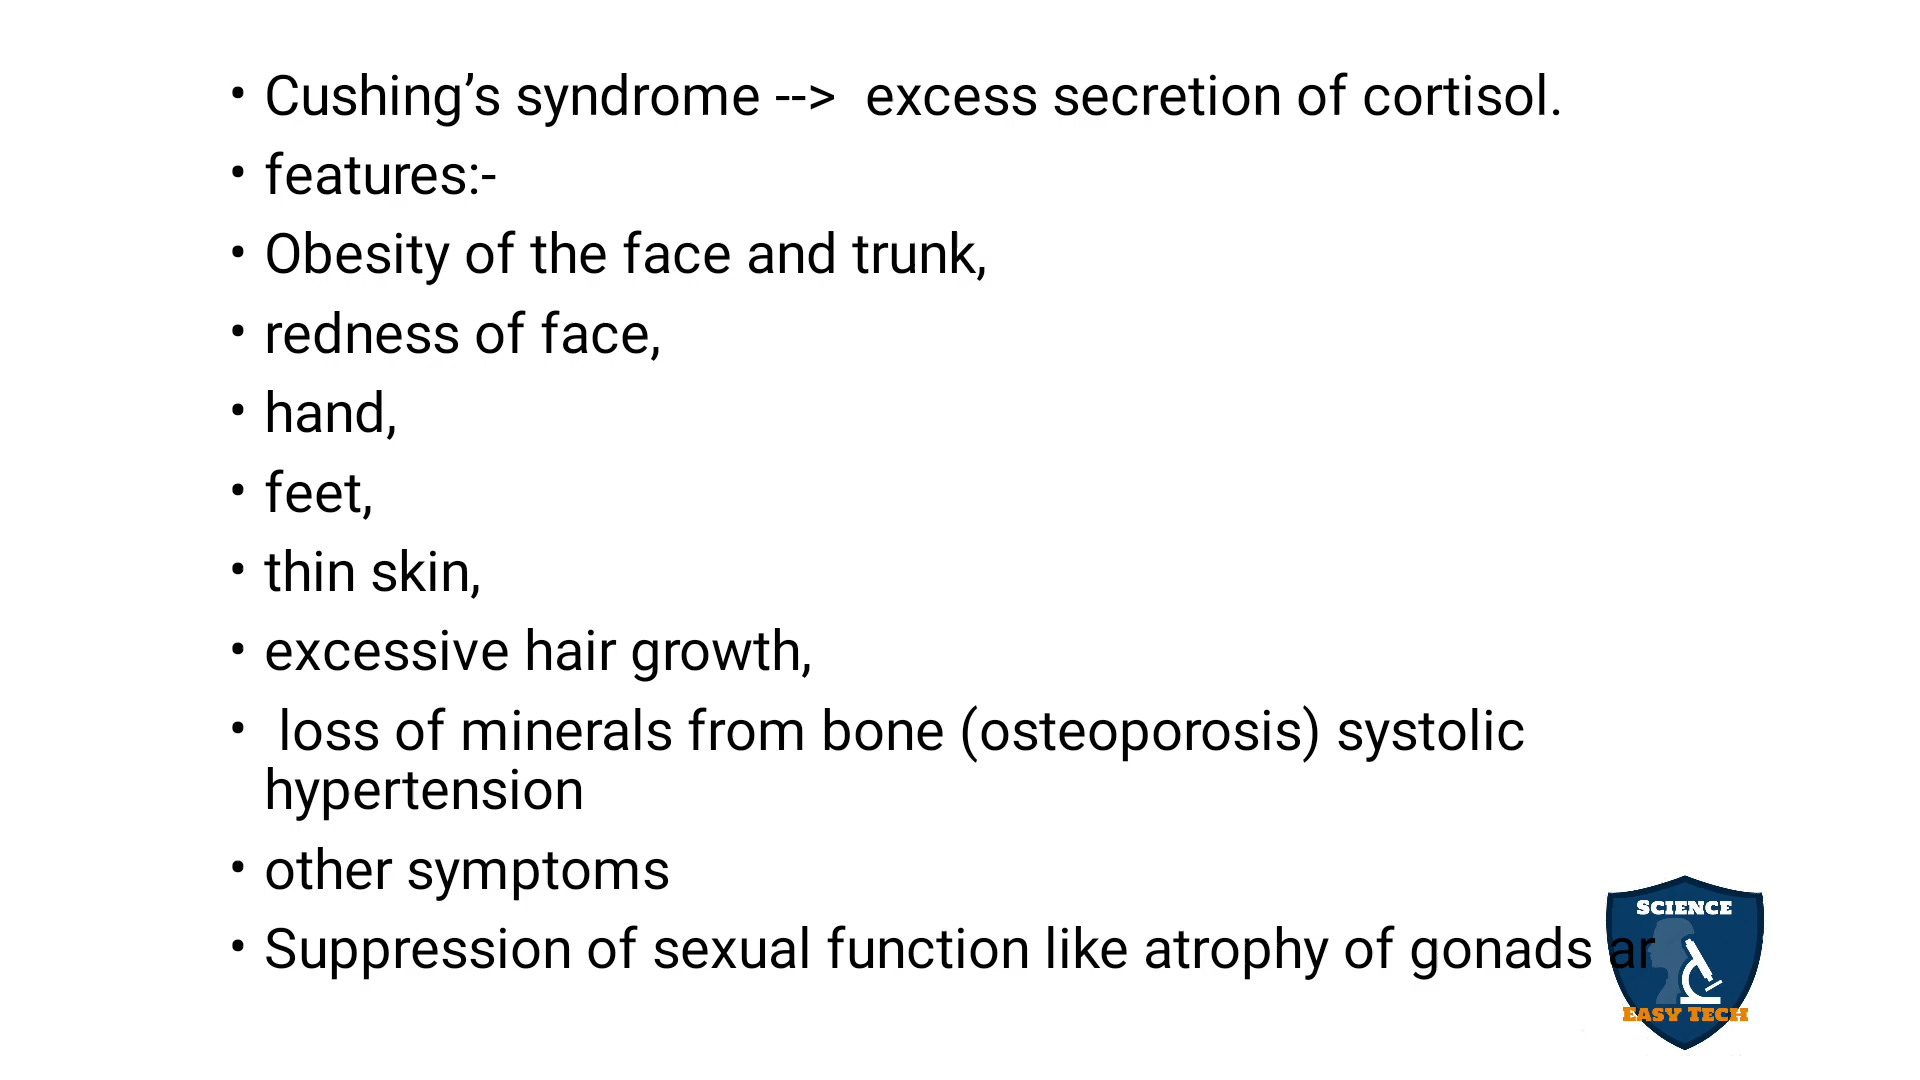 • Cushing’s syndrome -->  excess secretion of cortisol.
• features:-
• Obesity of the face and trunk,
• redness of face,
• hand,
• feet,
• thin skin,
• excessive hair growth,
•  loss of minerals from bone (osteoporosis) systolic
hypertension
• other symptoms
• Suppression of sexual function like atrophy of gonads ar
SCIENCE
EASY TECH